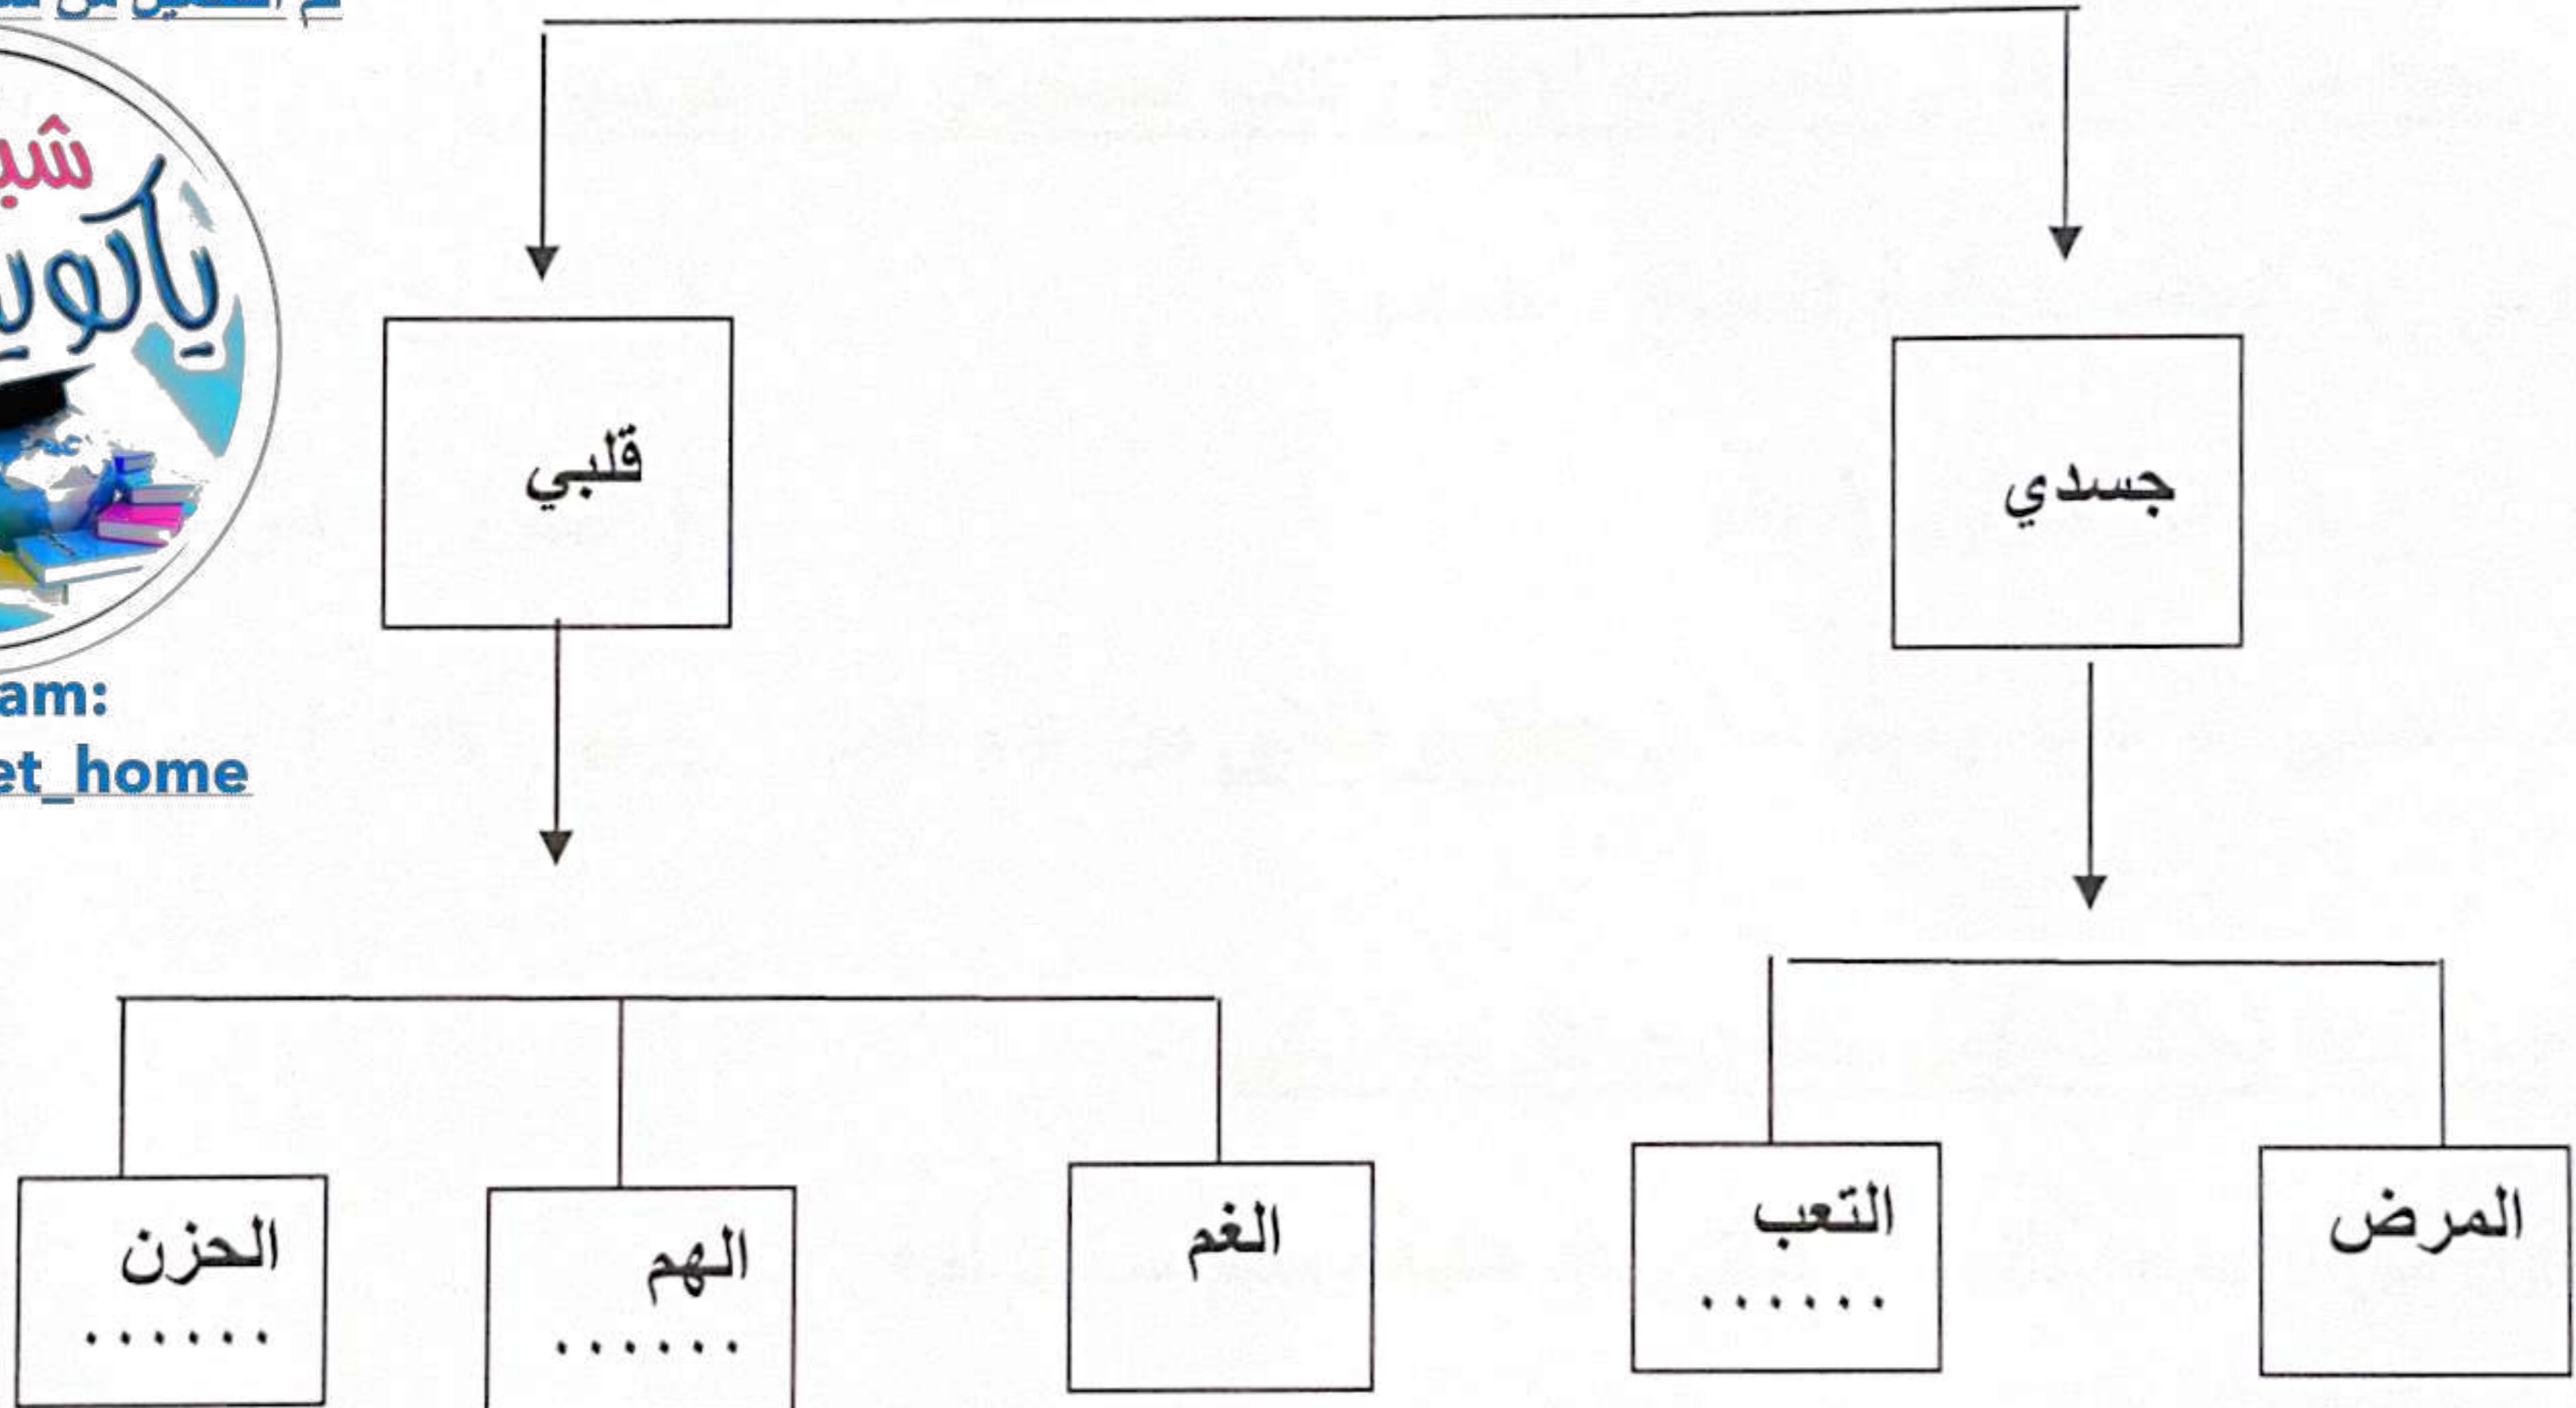 جسدي
قلبي
المرض
التعب
......
الغم
الهم
......
الحزن
......
am:
et_home